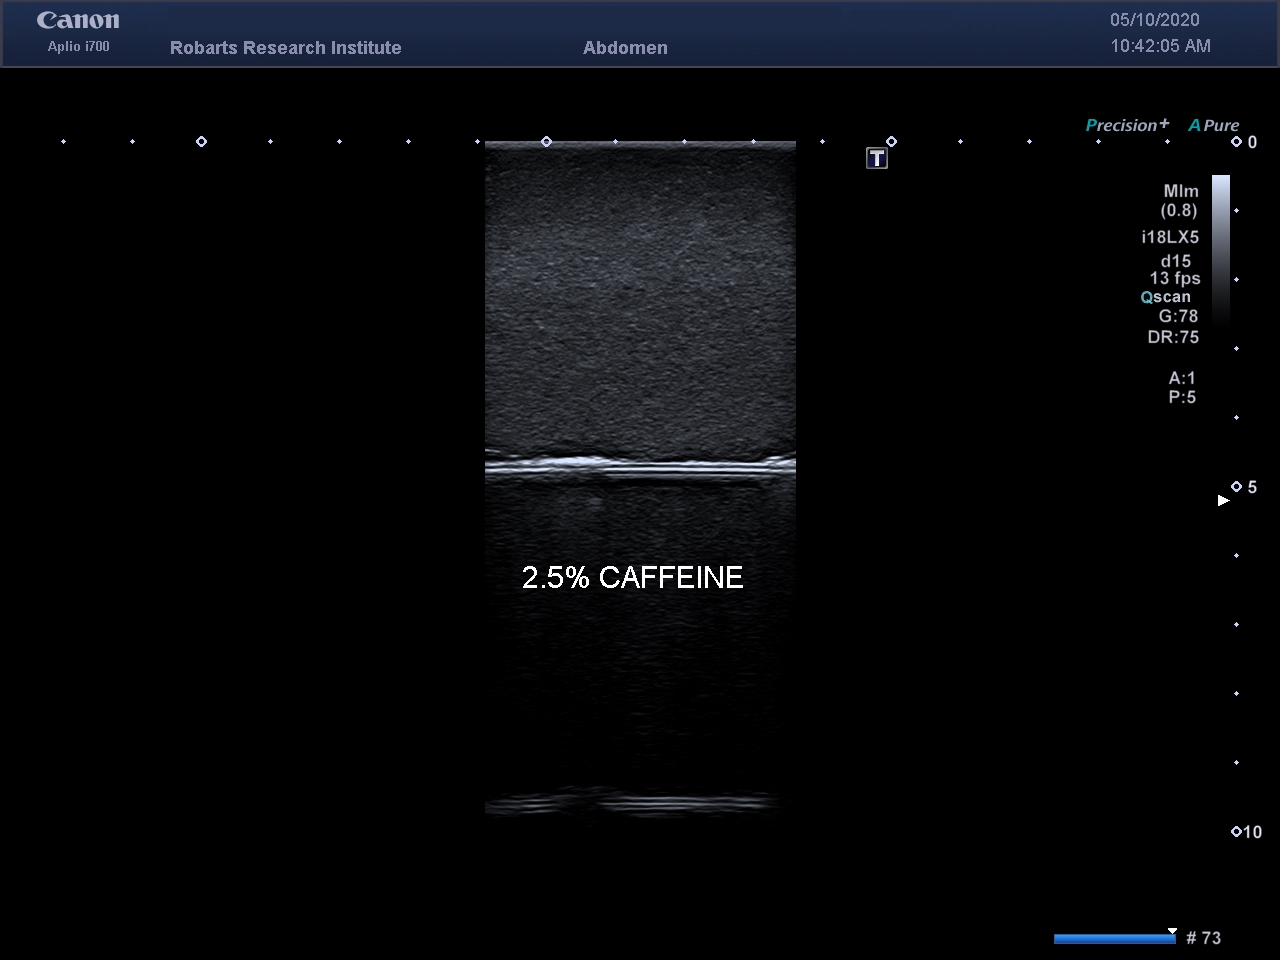 Canon
Aplio i700
Robarts Research Institute
Abdomen
05/10/2020
10:42:05 AM
Precision+ APure
T
0
MIm
(0.8)
i18LX5
d15
13 fps
Qscan
G:78
DR:75
A:1
P:5
5
2.5% CAFFEINE
10
# 73